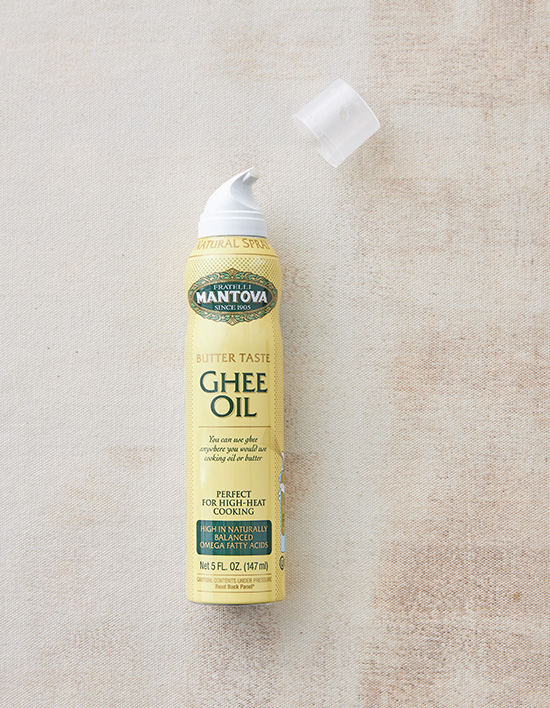 NATURAL SPRAY
FRATELLI
MANTOVA
SINCE 1905
BUTTER TASTE
GHEE
OIL
You can use ghee
anywhere you would use
cooking oil or butter
PERFECT
FOR HIGH-HEAT
COOKING
HIGH IN NATURALLY
BALANCED
OMEGA FATTY ACIDS
Net 5 FL. OZ. (147 ml)
CAUTION: CONTENTS UNDER PRESSURE
Read Back Panel*